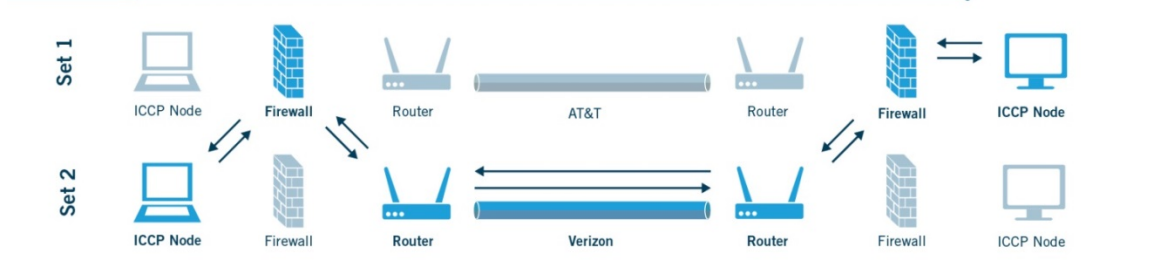 Set 1
ICCP Node
Firewall
Router
AT&T
Router
Firewall
ICCP Node
Set 2
ICCP Node
Firewall
Router
Verizon
Router
Firewall
ICCP Node